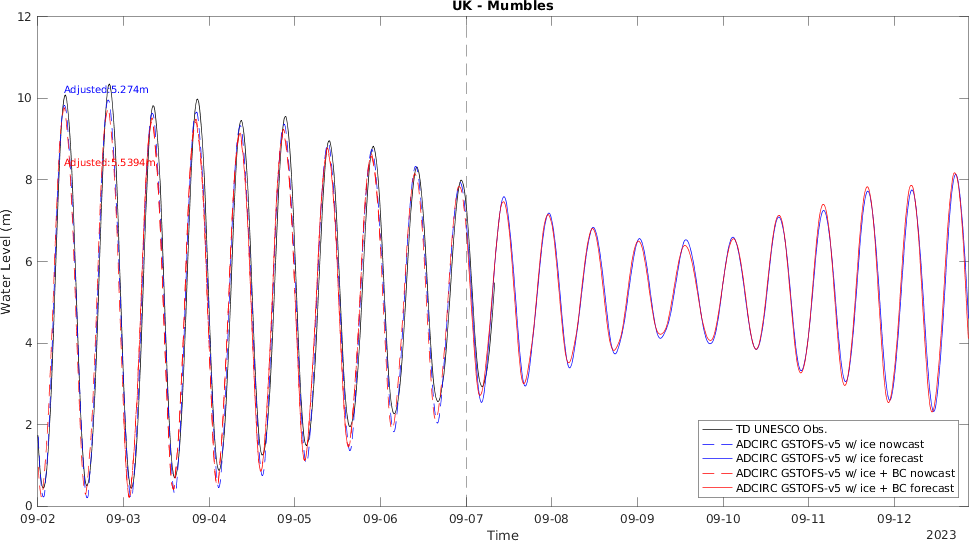 UK - Mumbles
12
10
8
6
4
2
0
Water Level (m)
Adjusted:5.274m
Adjusted:5.5394m
TD UNESCO Obs.
ADCIRC GSTOFS-v5 w/ ice nowcast
ADCIRC GSTOFS-v5 w/ ice forecast
ADCIRC GSTOFS-v5 w/ ice + BC nowcast
ADCIRC GSTOFS-v5 w/ ice + BC forecast
09-02 09-03 09-04 09-05 09-06 09-07 09-08 09-09 09-10 09-11 09-12
Time
2023